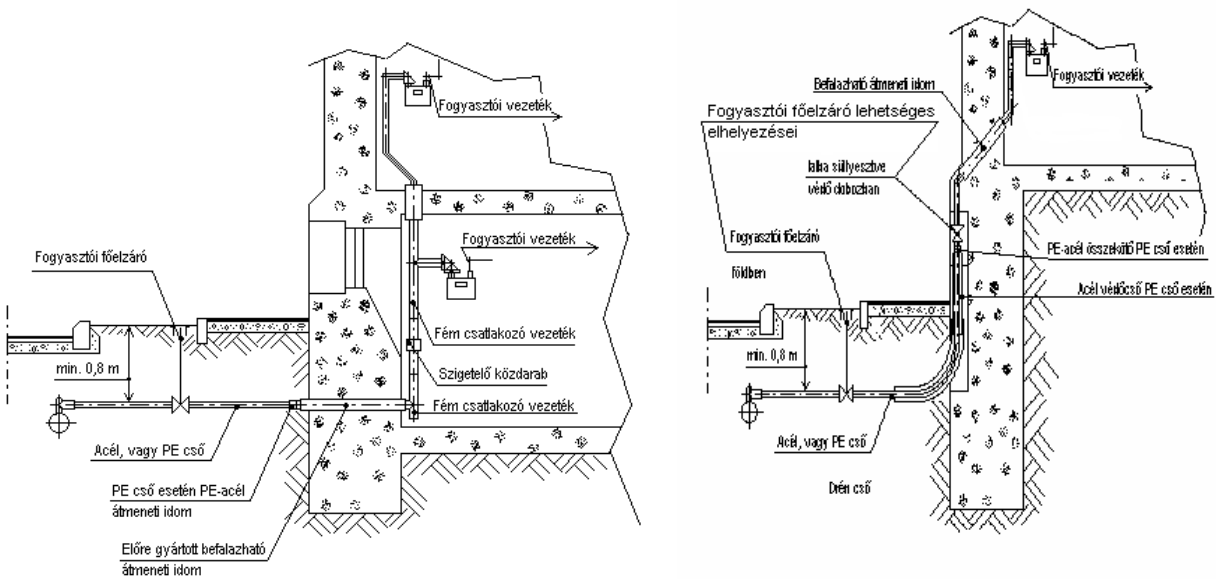 Fogyasztói vezeték
Fogyasztói vezeték
Fogyasztói főelzáró
Fém csatlakozó vezeték
min. 0,8 m
Szigetelő közdarab
Fém csatlakozó vezeték
Acél, vagy PE cső
PE cső esetén PE-acél
átmeneti idom
Előre gyártott befalazható
átmeneti idom
Fogyasztói vezeték
Befalazható átmeneti idom
Fogyasztói főelzáró lehetséges
elhelyezései
falba süllyesztve
védő dobozban
Fogyasztói főelzáró
földben
PE-acél összekötő PE cső esetén
Acél védőcső PE cső esetén
min. 0,8 m
Acél, vagy PE cső
Drén cső